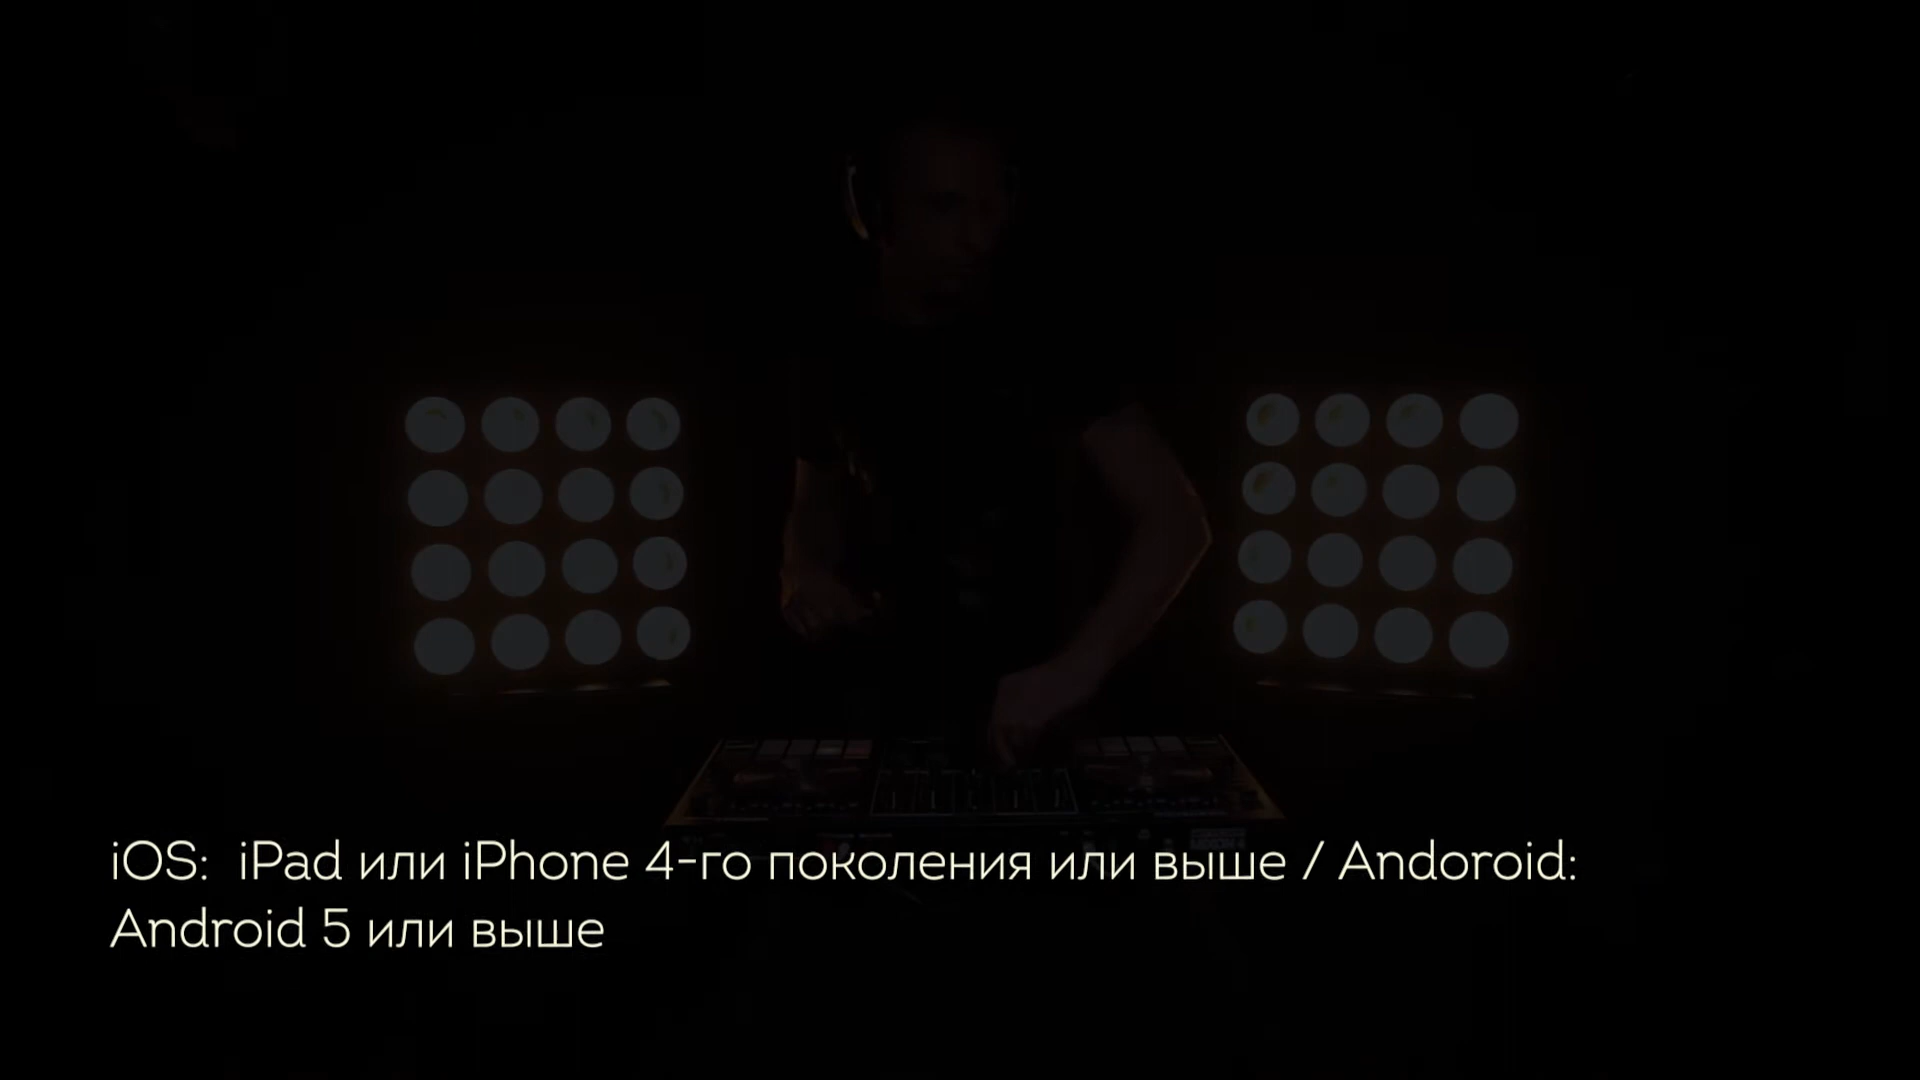 iOS:  iPad или iPhone 4-го поколения или выше / Andoroid:
Android 5 или выше